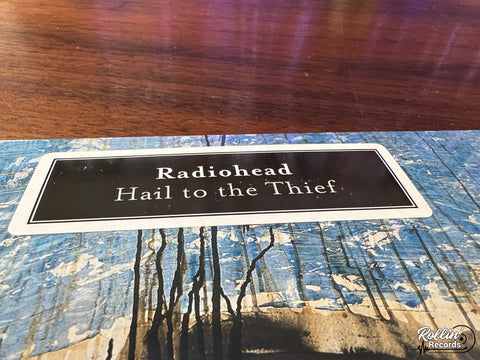 Radiohead
Hail to the Thief
Rollin'
Records